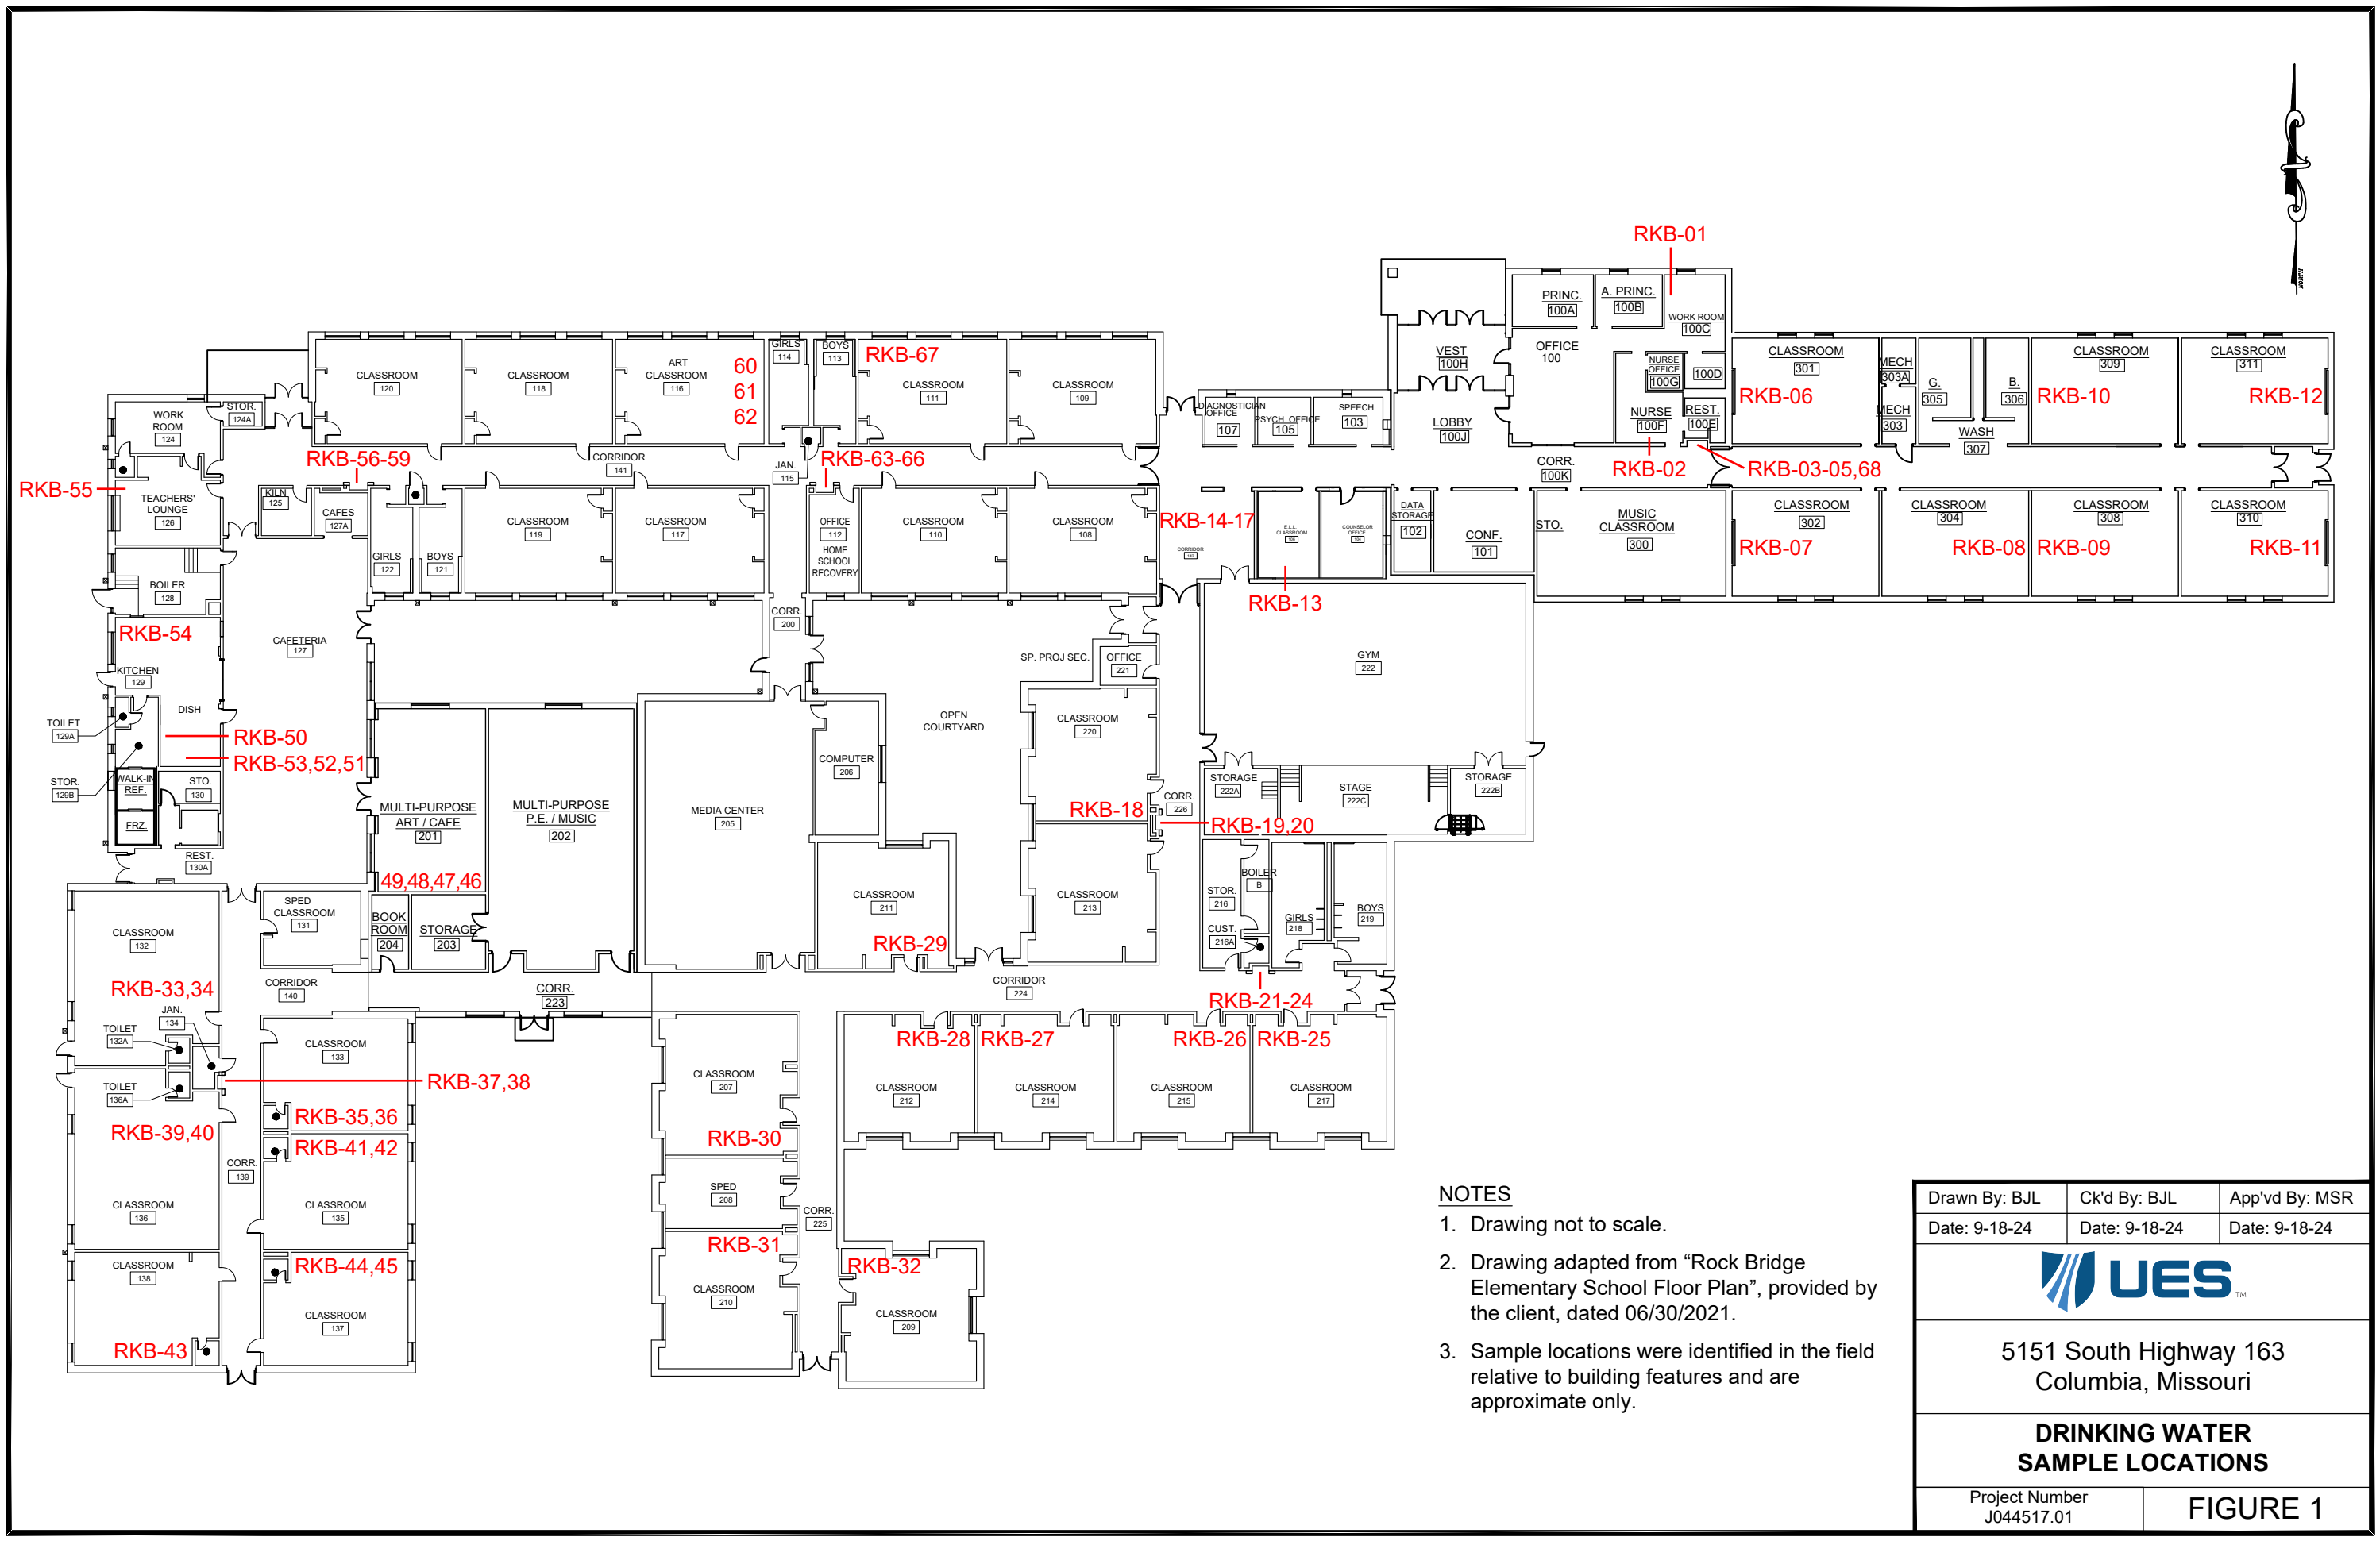 NORTH
RKB-01
PRINC.
100A
A. PRINC.
100B
WORK ROOM
100C
OFFICE
100
NURSE
OFFICE
100G
100D
NURSE
100F
REST.
100E
VEST
100H
LOBBY
100J
CORR.
100K
RKB-02
RKB-03-05,68
CLASSROOM
301
RKB-06
MECH
303A
MECH
303
G.
305
B.
306
WASH
307
CLASSROOM
309
RKB-10
CLASSROOM
311
RKB-12
CLASSROOM
302
RKB-07
CLASSROOM
304
RKB-08
CLASSROOM
308
RKB-09
CLASSROOM
310
RKB-11
STO.
MUSIC
CLASSROOM
300
CONF.
101
DATA
STORAGE
102
DIAGNOSTICIAN
OFFICE
107
PSYCH. OFFICE
105
SPEECH
103
RKB-14-17
CORRIDOR
E.L.L.
CLASSROOM
COUNSELOR
OFFICE
RKB-13
CLASSROOM
120
CLASSROOM
118
ART
CLASSROOM
116
60
61
62
GIRLS
114
BOYS
113
RKB-67
CLASSROOM
111
CLASSROOM
109
WORK
ROOM
124
STOR.
124A
RKB-56-59
CORRIDOR
141
JAN.
115
RKB-63-66
RKB-55
TEACHERS'
LOUNGE
126
KILN
125
CAFES
127A
GIRLS
122
BOYS
121
CLASSROOM
119
CLASSROOM
117
OFFICE
112
HOME
SCHOOL
RECOVERY
CLASSROOM
110
CLASSROOM
108
BOILER
128
RKB-54
KITCHEN
129
CAFETERIA
127
CORR.
200
SP. PROJ SEC.
OFFICE
221
GYM
222
TOILET
129A
DISH
RKB-50
RKB-53,52,51
STOR.
129B
WALK-IN
REF.
FRZ.
STO.
130
REST.
130A
OPEN
COURTYARD
CLASSROOM
220
COMPUTER
206
MEDIA CENTER
205
MULTI-PURPOSE
ART / CAFE
201
MULTI-PURPOSE
P.E. / MUSIC
202
49,48,47,46
RKB-18
CORR.
226
RKB-19,20
STORAGE
222A
STAGE
222C
STORAGE
222B
CLASSROOM
213
CLASSROOM
211
RKB-29
STOR.
216
BOILER
B
CUST.
216A
GIRLS
218
BOYS
219
RKB-21-24
CLASSROOM
132
RKB-33,34
SPED
CLASSROOM
131
BOOK
ROOM
204
STORAGE
203
CORRIDOR
140
CORR.
223
CORRIDOR
224
JAN.
134
TOILET
132A
TOILET
136A
RKB-37,38
CLASSROOM
133
RKB-35,36
RKB-39,40
RKB-41,42
CORR.
139
CLASSROOM
136
CLASSROOM
135
CLASSROOM
138
RKB-43
RKB-44,45
CLASSROOM
137
CLASSROOM
207
RKB-30
SPED
208
CORR.
225
RKB-31
CLASSROOM
210
RKB-32
CLASSROOM
209
RKB-28
CLASSROOM
212
RKB-27
CLASSROOM
214
RKB-26
CLASSROOM
215
RKB-25
CLASSROOM
217
NOTES
1. Drawing not to scale.
2. Drawing adapted from “Rock Bridge
Elementary School Floor Plan”, provided by
the client, dated 06/30/2021.
3. Sample locations were identified in the field
relative to building features and are
approximate only.
Drawn By: BJL
Ck'd By: BJL
App'vd By: MSR
Date: 9-18-24
Date: 9-18-24
Date: 9-18-24
UES TM
5151 South Highway 163
Columbia, Missouri
DRINKING WATER
SAMPLE LOCATIONS
Project Number
J044517.01
FIGURE 1